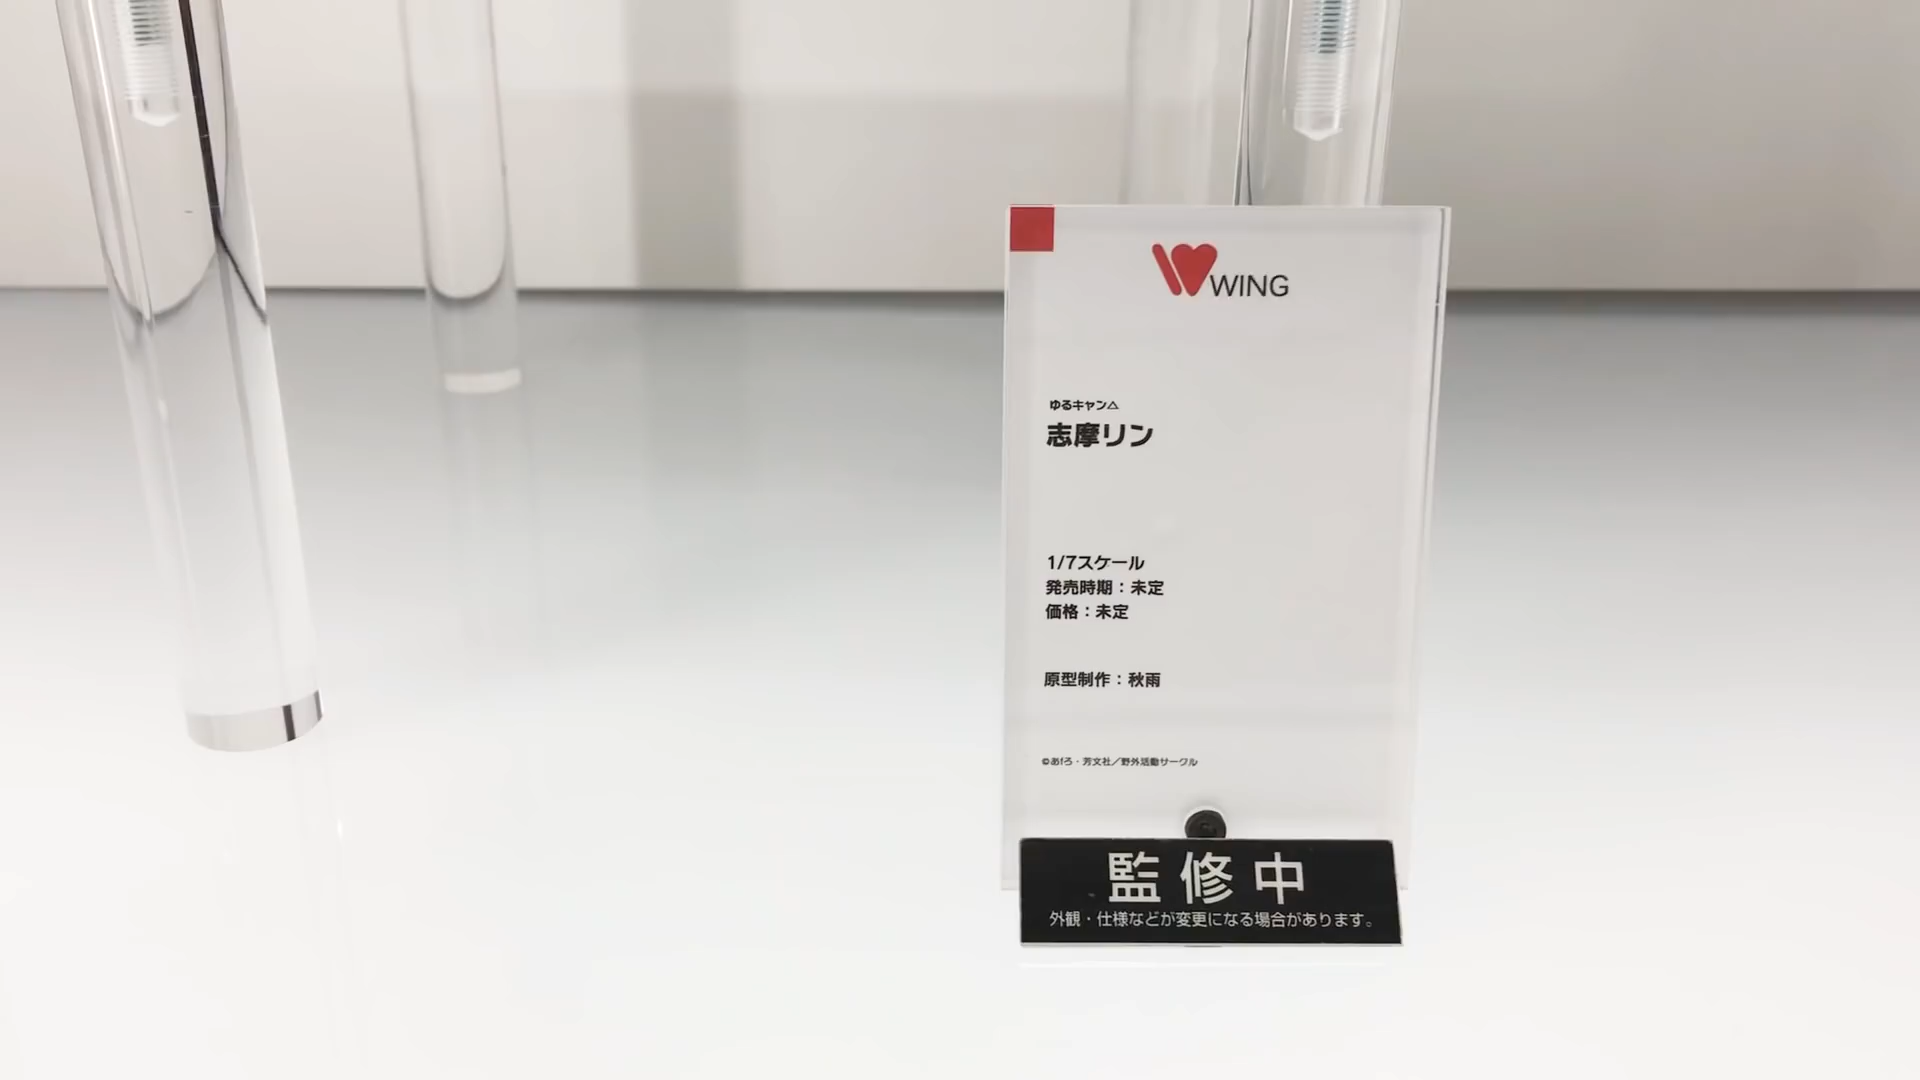 WING
ゆるキャン△
志摩リン
1/7スケール
発売時期：未定
価格：未定
原型制作：秋雨
©あfろ・芳文社／野外活動サークル
監修中
外観・仕様などが変更になる場合があります。